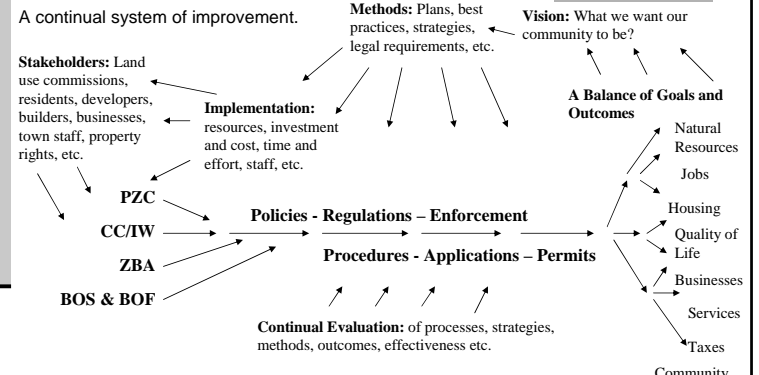 A continual system of improvement.
Methods: Plans, best
practices, strategies,
legal requirements, etc.
Vision: What we want our
community to be?
Stakeholders: Land
use commissions,
residents, developers,
builders, businesses,
town staff, property
rights, etc.
Implementation:
resources, investment
and cost, time and
effort, staff, etc.
A Balance of Goals and
Outcomes
Natural
Resources
Jobs
Housing
Quality of
Life
Businesses
Services
Taxes
Community
PZC
CC/IW
ZBA
BOS & BOF
Policies - Regulations – Enforcement
Procedures - Applications – Permits
Continual Evaluation: of processes, strategies,
methods, outcomes, effectiveness etc.